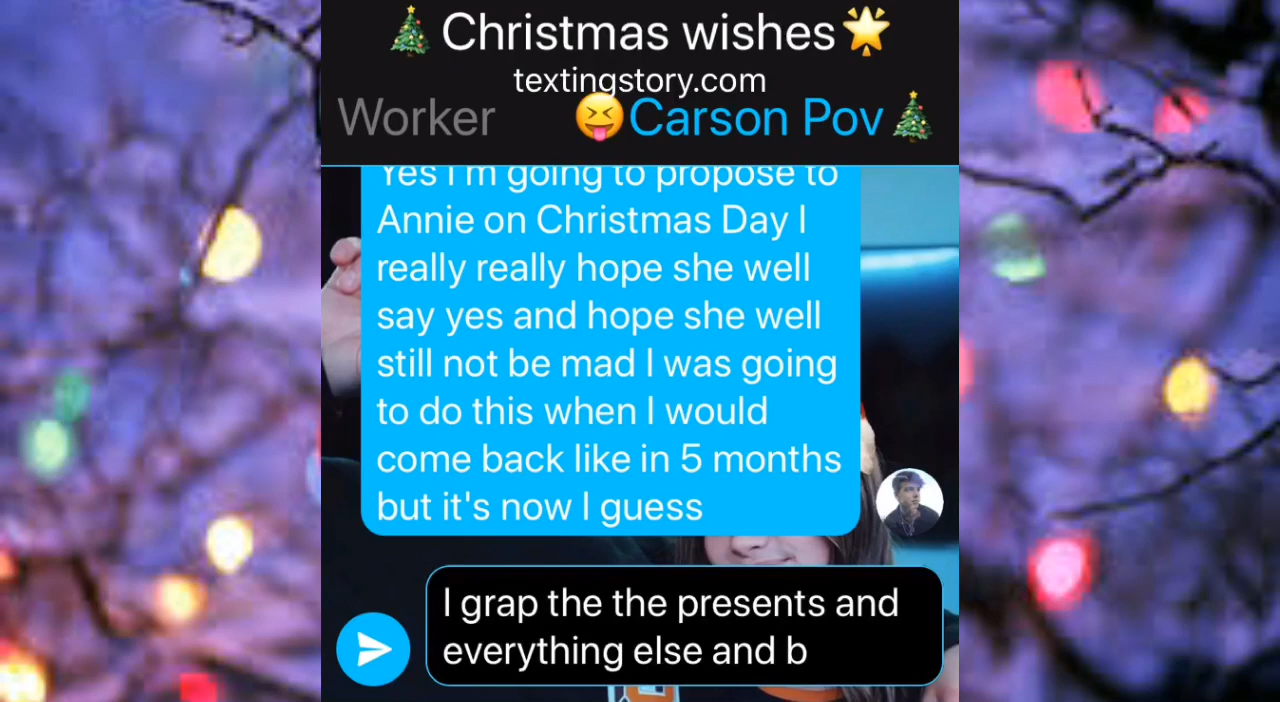 🎄Christmas wishes🌟
textingstory.com
Worker
😝Carson Pov🎄
Yes I'm going to propose to
Annie on Christmas Day I
really really hope she well
say yes and hope she well
still not be mad I was going
to do this when I would
come back like in 5 months
but it's now I guess
I grap the the presents and
everything else and b